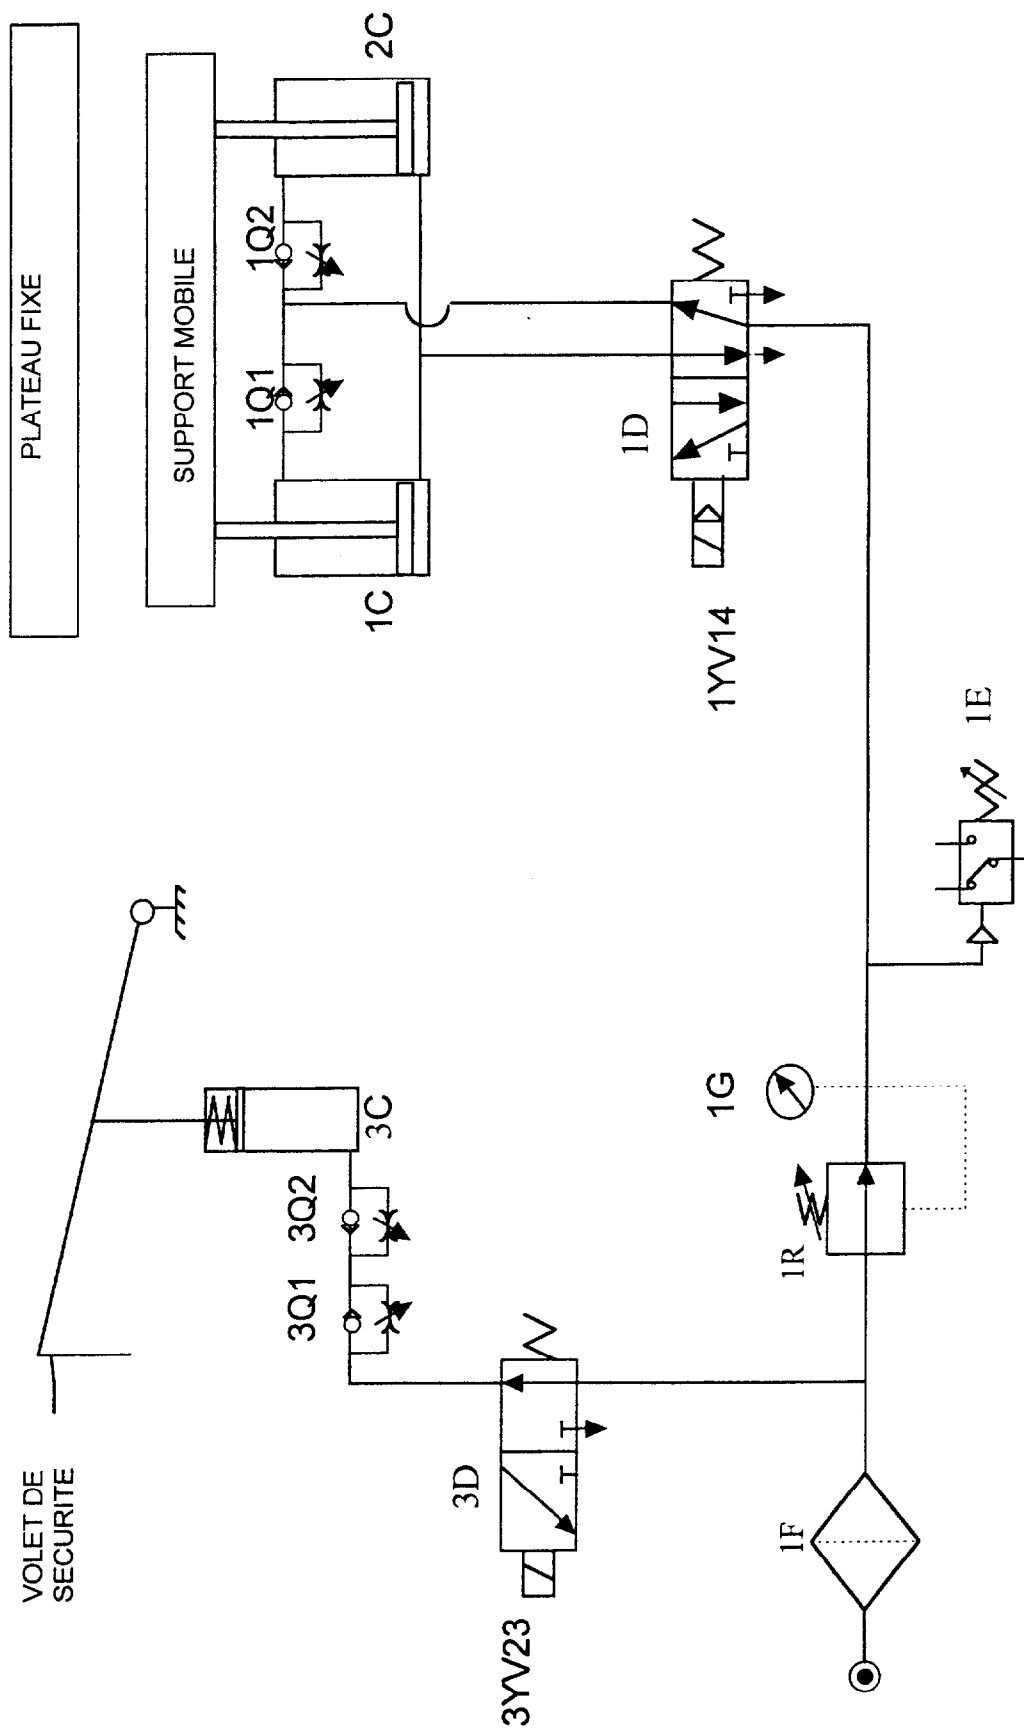 PLATEAU FIXE
SUPPORT MOBILE
2C
1Q2
1Q1
1C
1D
1YV14
1E
VOLET DE
SECURITE
3C
3Q2
3Q1
3D
3YV23
1G
1R
1F